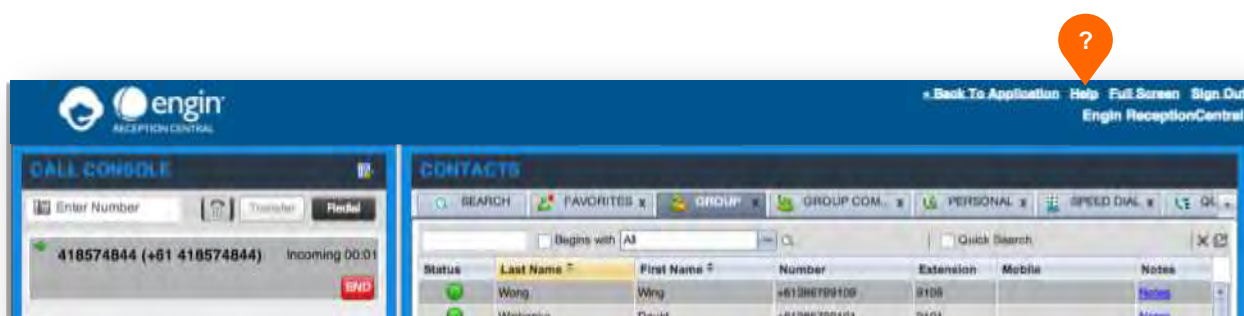 ?
engin
RECEPTION CENTRAL
« Back To Application Help Full Screen Sign Out
Engin ReceptionCentral
CALL CONSOLE
Enter Number Transfer Redial
418574844 (+61 418574844) Incoming 00:01
END
CONTACTS
SEARCH FAVORITES x GROUP x GROUP COM... x PERSONAL x SPEED DIAL x
Begins with All Quick Search
Status Last Name First Name Number Extension Mobile Notes
Wong Wing 9109 Notes
9101 Notes